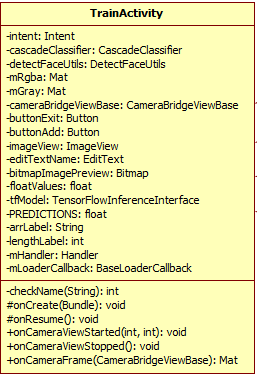 TrainActivity
-intent: Intent
-cascadeClassifier: CascadeClassifier
-detectFaceUtils: DetectFaceUtils
-mRgba: Mat
-mGray: Mat
-cameraBridgeViewBase: CameraBridgeViewBase
-buttonExit: Button
-buttonAdd: Button
-imageView: ImageView
-editTextName: EditText
-bitmapImagePreview: Bitmap
-floatValues: float
-tfModel: TensorFlowInferenceInterface
-PREDICTIONS: float
-arrLabel: String
-lengthLabel: int
-mHandler: Handler
-mLoaderCallback: BaseLoaderCallback
-checkName(String): int
#onCreate(Bundle): void
#onResume(): void
+onCameraViewStarted(int, int): void
+onCameraViewStopped(): void
+onCameraFrame(CameraBridgeViewBase): Mat